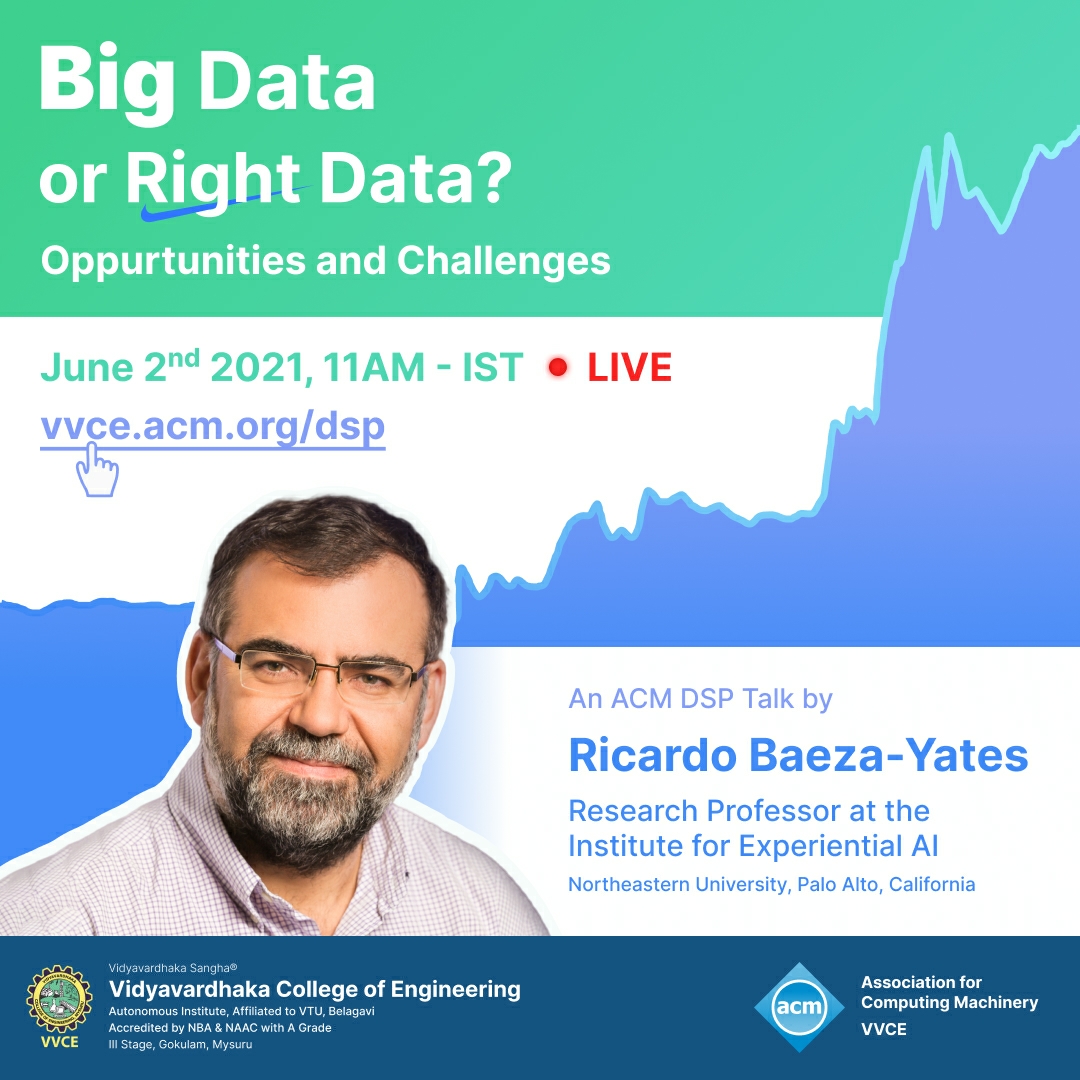 Big Data
or Right Data?
Oppurtunities and Challenges
June 2nd 2021, 11AM - IST • LIVE
vvce.acm.org/dsp
An ACM DSP Talk by
Ricardo Baeza-Yates
Research Professor at the
Institute for Experiential AI
Northeastern University, Palo Alto, California
Vidyavardhaka Sangha®
Vidyavardhaka College of Engineering
Autonomous Institute, Affiliated to VTU, Belagavi
Accredited by NBA & NAAC with A Grade
III Stage, Gokulam, Mysuru
VVCE
acm
Association for
Computing Machinery
VVCE